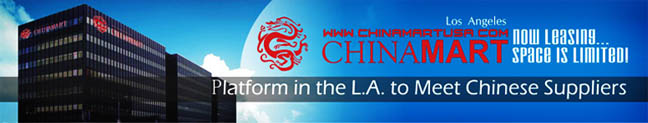 Los Angeles
WWW.CHINAMARTUSA.COM
CHINAMART
NOW LEASING...
SPACE IS LIMITED!
Platform in the L.A. to Meet Chinese Suppliers